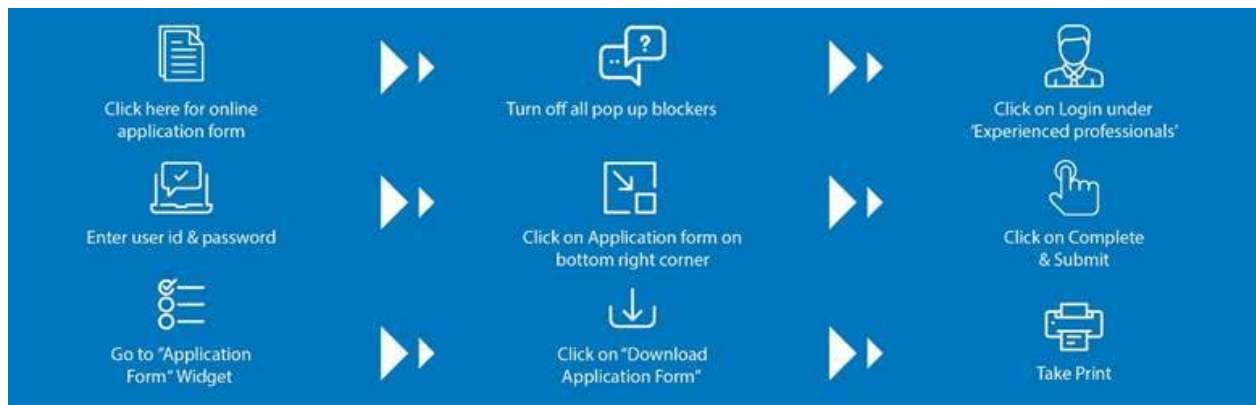 Click here for online
application form
Turn off all pop up blockers
Click on Login under
'Experienced professionals'
Enter user id & password
Click on Application form on
bottom right corner
Click on Complete
& Submit
Go to "Application
Form" Widget
Click on "Download
Application Form"
Take Print